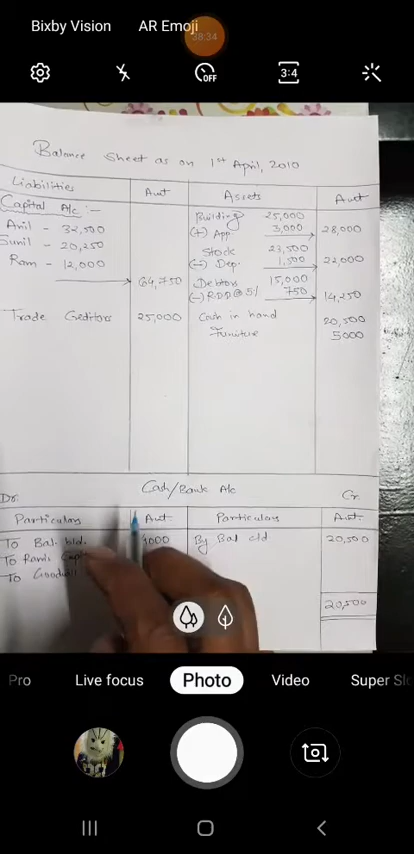 Bixby Vision AR Emoji
38:34
OFF 3:4
Balance Sheet as on 1st April, 2010
Liabilities Amt Assets Amt
Capital A/c :-
Anil - 32,500
Sunil - 20,250
Ram - 12,000
64,750
Trade Creditors 25,000
Building 25,000
(+) App. 3,000 28,000
Stock 23,500
(-) Dep. 1,500 22,000
Debtors 15,000
(-) R.D.D @ 5% 750 14,250
Cash in hand 20,500
Furniture 5000
Cash/Bank A/c
Dr. Cr.
Particulars Amt Particulars Amt
To Bal. b/d. By Bal c/d 20,500
To Ram's
To
20,500
Pro Live focus Photo Video Super Sl